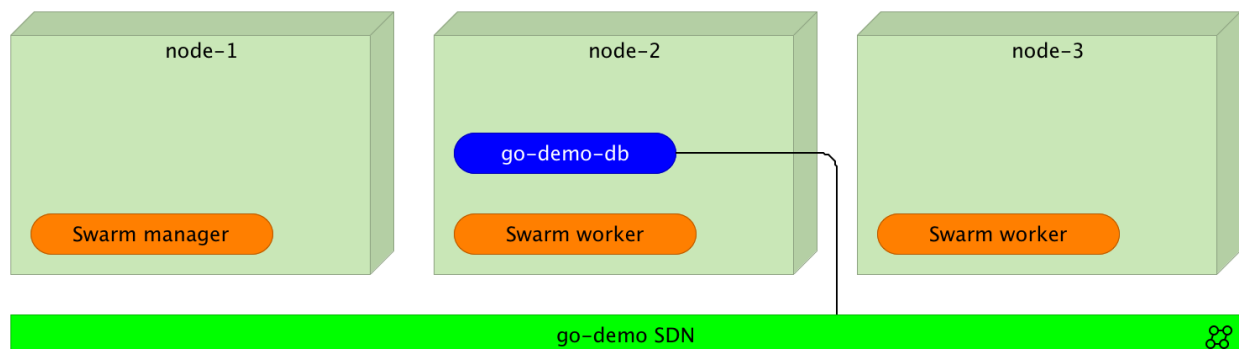 node-1
node-2
node-3
go-demo-db
Swarm manager
Swarm worker
Swarm worker
go-demo SDN